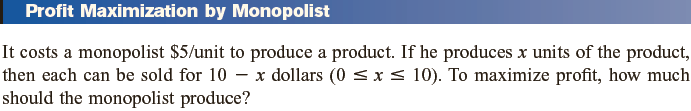 Profit Maximization by Monopolist
It costs a monopolist $5/unit to produce a product. If he produces x units of the product,
then each can be sold for 10 − x dollars (0 ≤ x ≤ 10). To maximize profit, how much
should the monopolist produce?